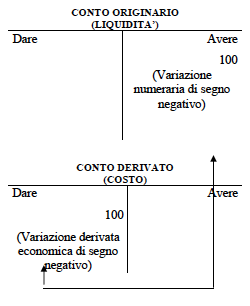 CONTO ORIGINARIO
(LIQUIDITA')
Dare Avere
100
(Variazione
numeraria di segno
negativo)
CONTO DERIVATO
(COSTO)
Dare Avere
100
(Variazione derivata
economica di segno
negativo)